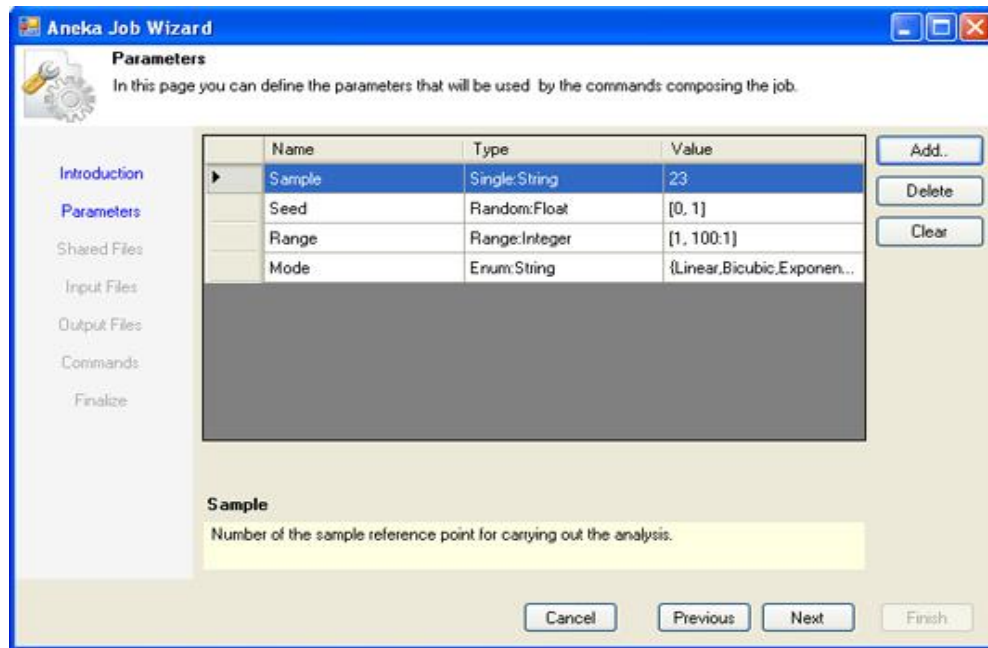 Aneka Job Wizard
Parameters
In this page you can define the parameters that will be used by the commands composing the job.
Introduction
Parameters
Shared Files
Input Files
Output Files
Commands
Finalize
Name Type Value
Sample Single:String 23
Seed Random:Float [0, 1]
Range Range:Integer [1, 100:1]
Mode Enum:String {Linear,Bicubic,Exponen...
Add..
Delete
Clear
Sample
Number of the sample reference point for carrying out the analysis.
Cancel Previous Next Finish